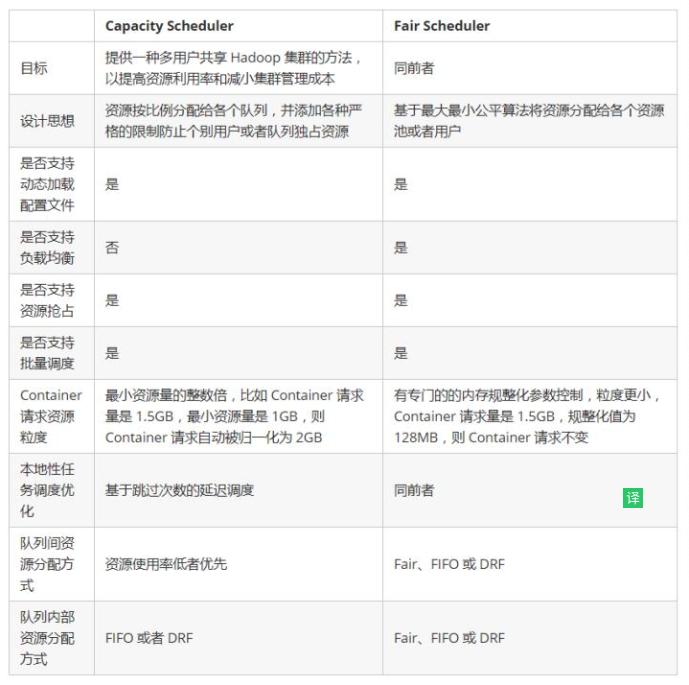 Capacity Scheduler
Fair Scheduler
目标
提供一种多用户共享 Hadoop 集群的方法，
以提高资源利用率和减小集群管理成本
同前者
设计思想
资源按比例分配给各个队列，并添加各种严
格的限制防止个别用户或者队列独占资源
基于最大最小公平算法将资源分配给各个资源
池或者用户
是否支持
动态加载
配置文件
是
是
是否支持
负载均衡
否
是
是否支持
资源抢占
是
是
是否支持
批量调度
是
是
Container
请求资源
粒度
最小资源量的整数倍，比如 Container 请求
量是 1.5GB，最小资源量是 1GB，则
Container 请求自动被归一化为 2GB
有专门的的内存规整化参数控制，粒度更小，
Container 请求量是 1.5GB，规整化值为
128MB，则 Container 请求不变
本地性任
务调度优
化
基于跳过次数的延迟调度
同前者
译
队列间资
源分配方
式
资源使用率低者优先
Fair、FIFO 或 DRF
队列内部
资源分配
方式
FIFO 或者 DRF
Fair、FIFO 或 DRF